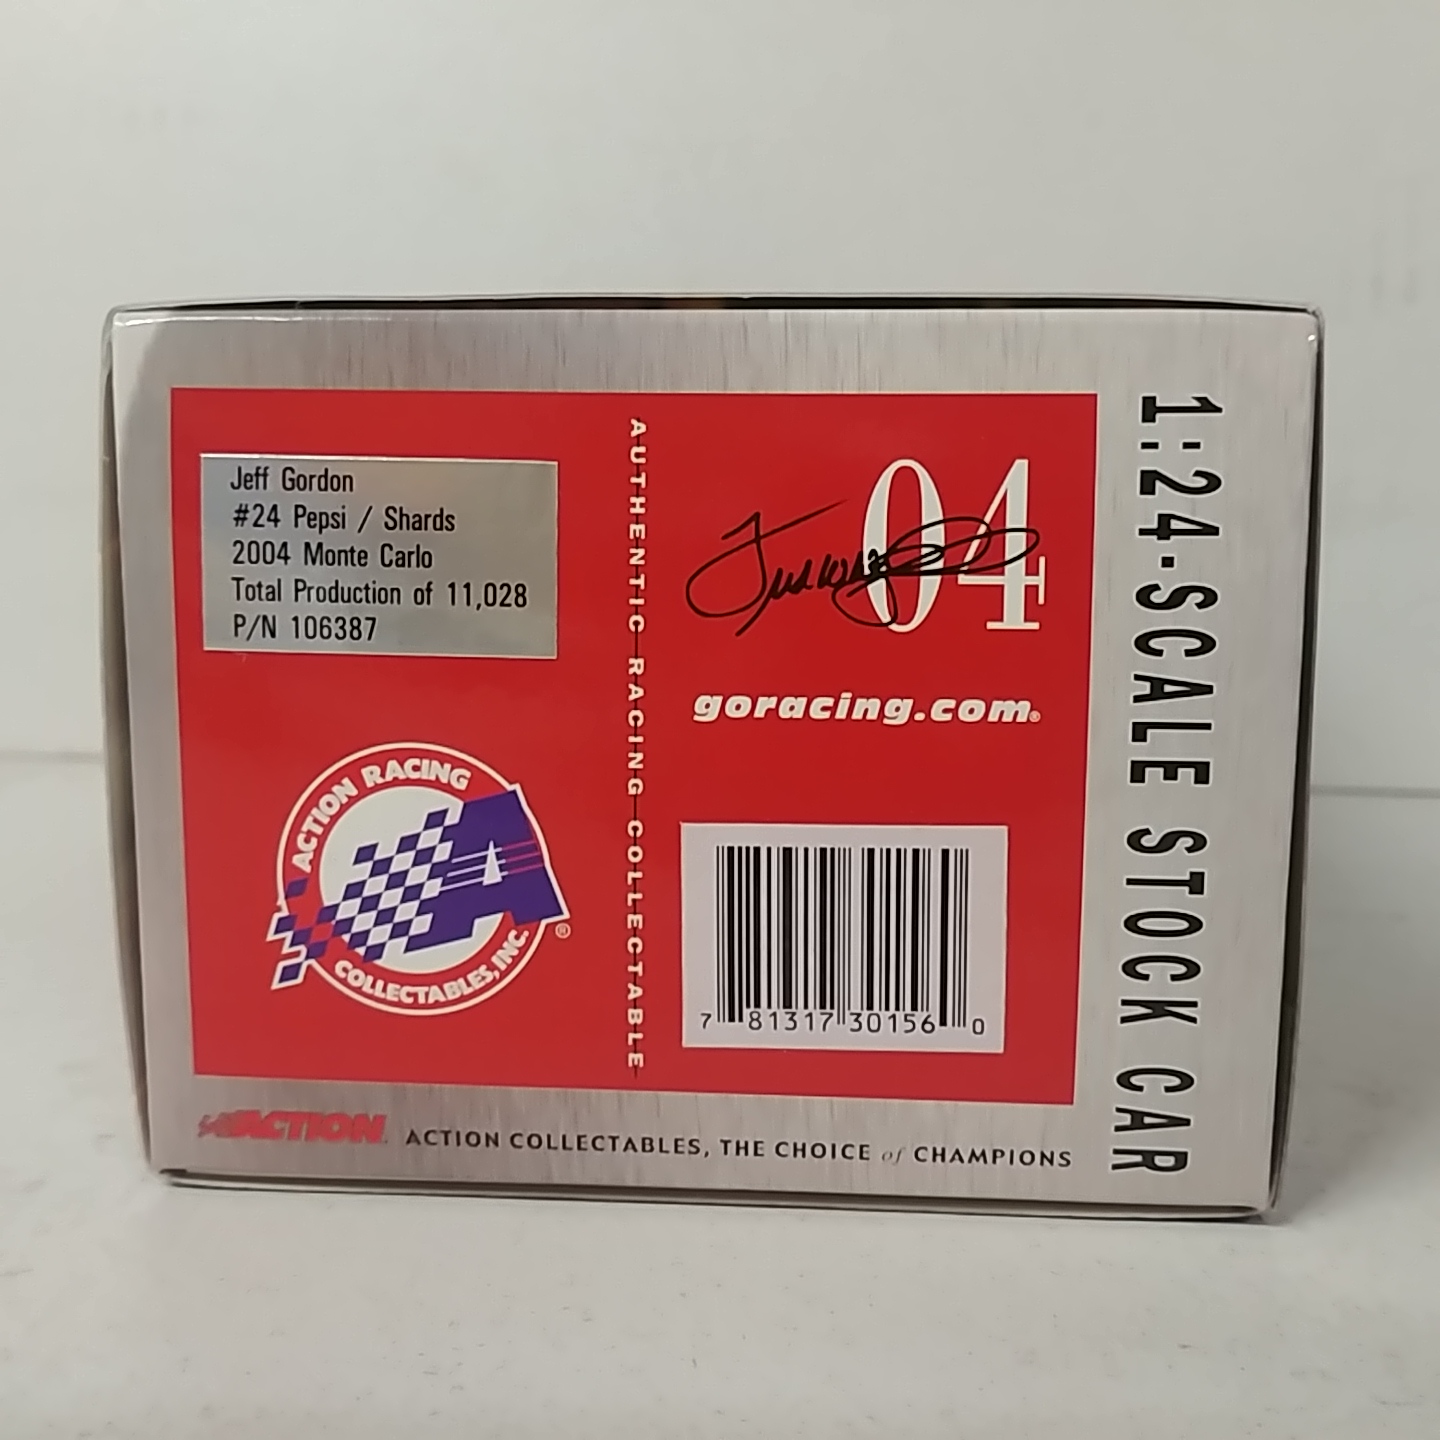 Jeff Gordon
#24 Pepsi / Shards
2004 Monte Carlo
Total Production of 11,028
P/N 106387
ACTION RACING
COLLECTABLES, INC.
®
AUTHENTIC RACING COLLECTABLE
04
goracing.com®
7 81317 30156 0
1:24-SCALE STOCK CAR
ACTION
ACTION COLLECTABLES, THE CHOICE of CHAMPIONS